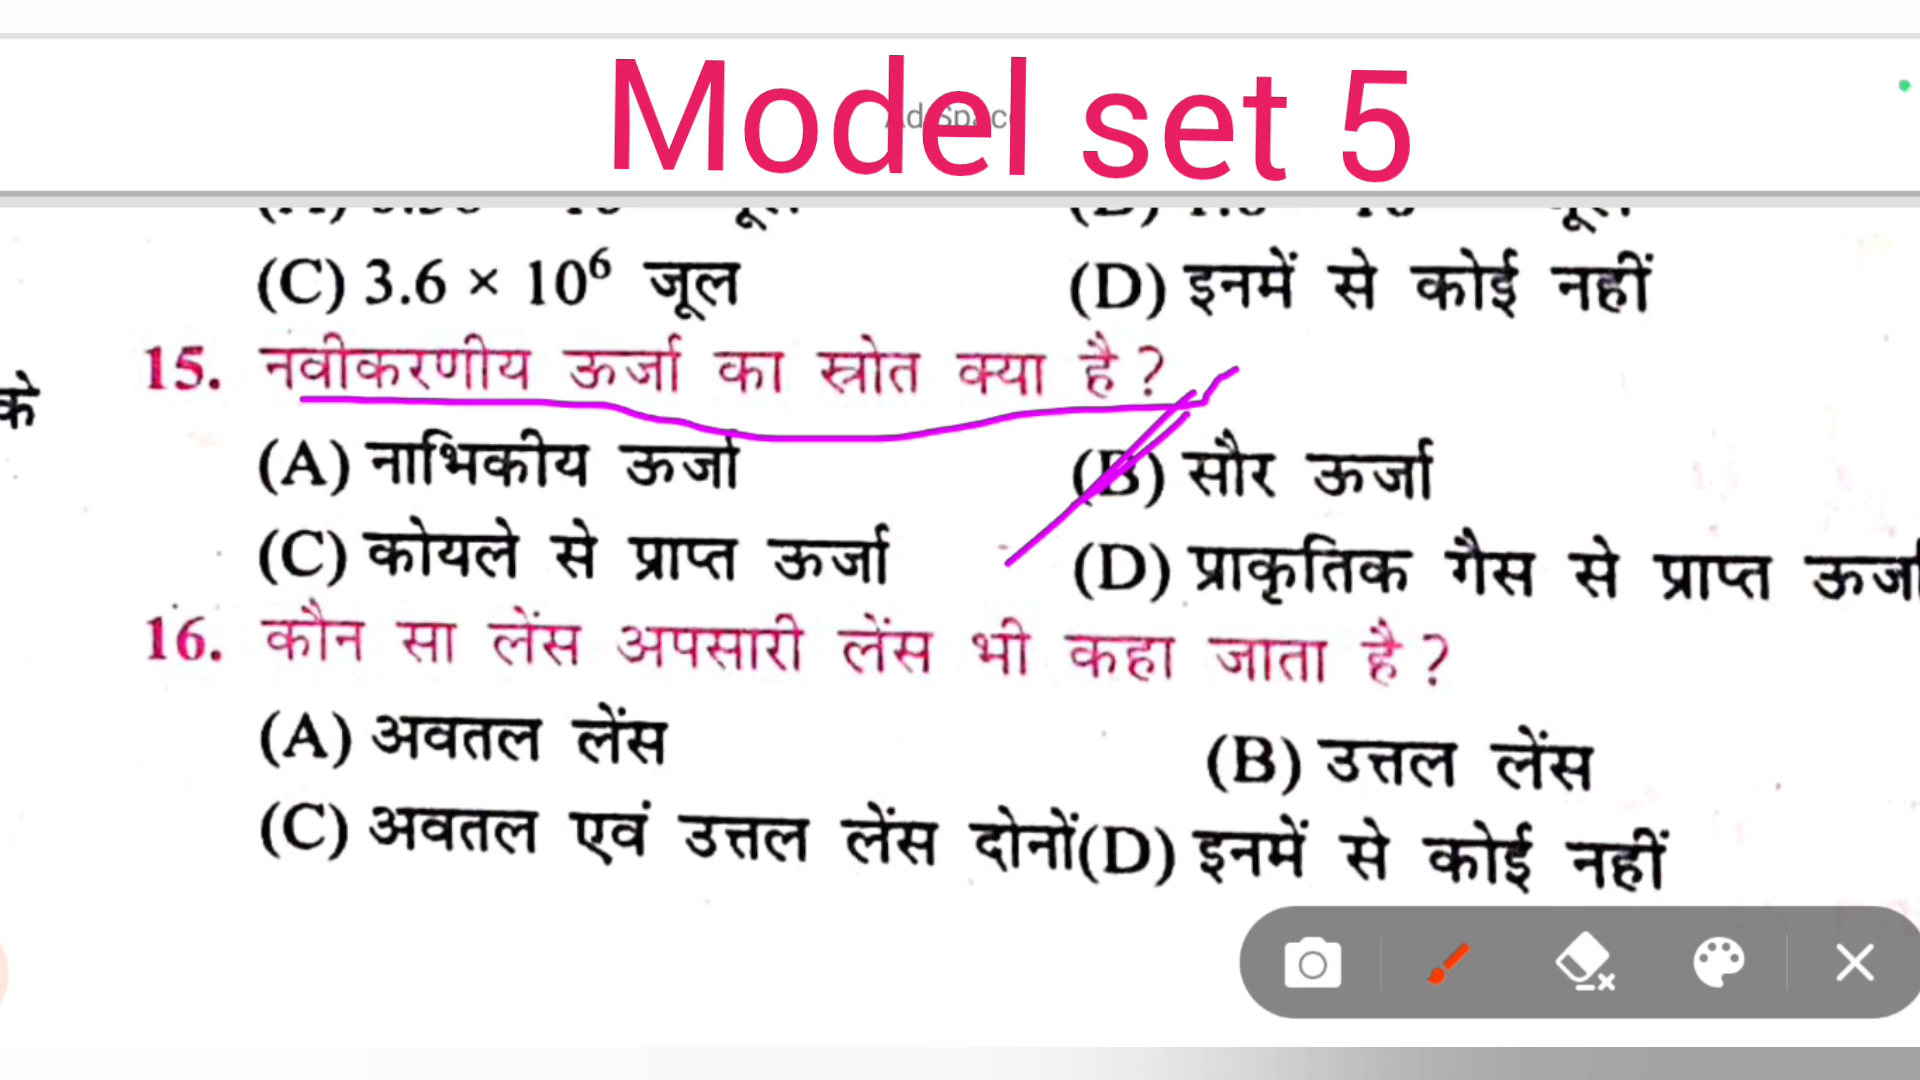 Model set 5
(C) 3.6 × 10⁶ जूल (D) इनमें से कोई नहीं
के
15. नवीकरणीय ऊर्जा का स्रोत क्या है ?
(A) नाभिकीय ऊर्जा (B) सौर ऊर्जा
(C) कोयले से प्राप्त ऊर्जा (D) प्राकृतिक गैस से प्राप्त ऊर्जा
16. कौन सा लेंस अपसारी लेंस भी कहा जाता है ?
(A) अवतल लेंस (B) उत्तल लेंस
(C) अवतल एवं उत्तल लेंस दोनों (D) इनमें से कोई नहीं